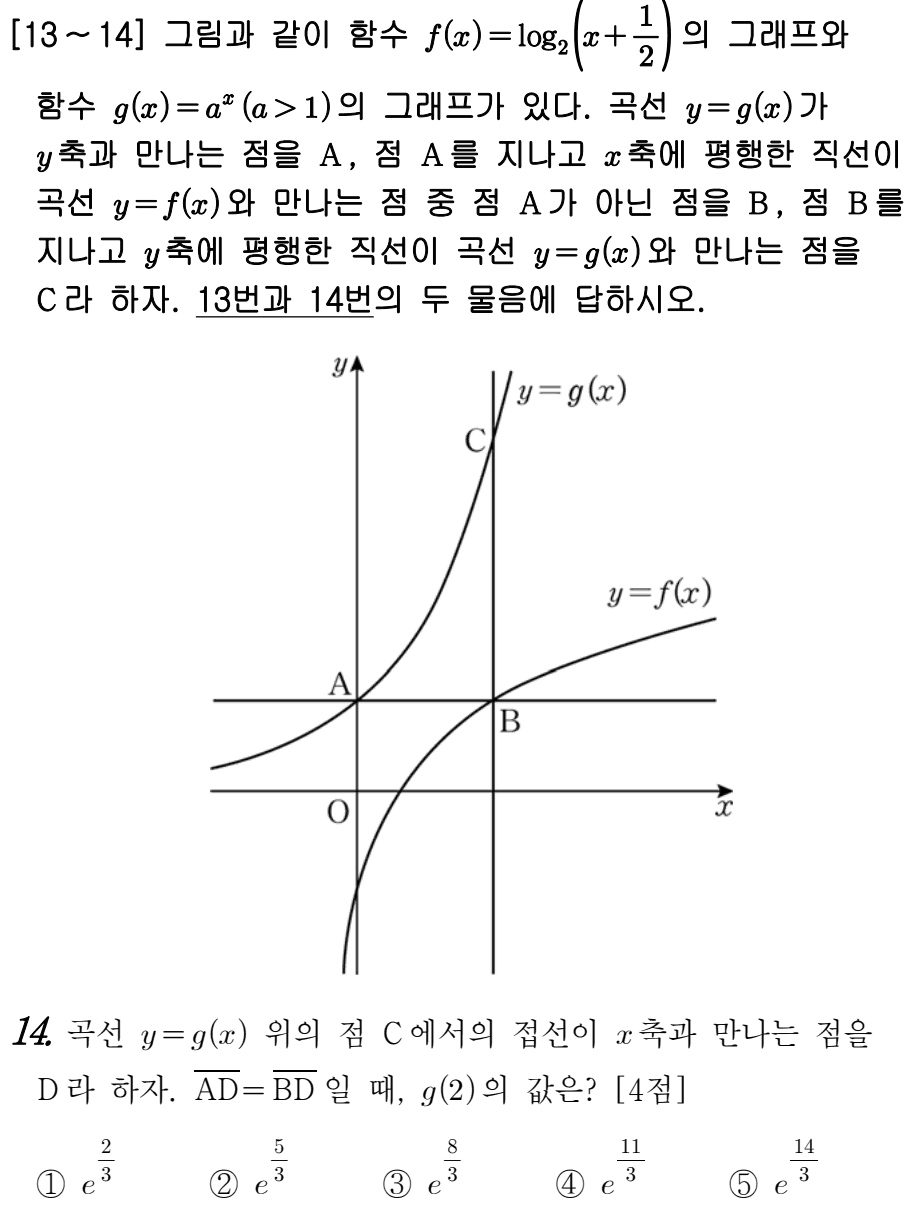 [13～14] 그림과 같이 함수 f(x)=log₂(x+1/2)의 그래프와
함수 g(x)=aˣ(a>1)의 그래프가 있다. 곡선 y=g(x)가
y축과 만나는 점을 A, 점 A를 지나고 x축에 평행한 직선이
곡선 y=f(x)와 만나는 점 중 점 A가 아닌 점을 B, 점 B를
지나고 y축에 평행한 직선이 곡선 y=g(x)와 만나는 점을
C라 하자. 13번과 14번의 두 물음에 답하시오.
y
y=g(x)
C
y=f(x)
A
B
O
x
14. 곡선 y=g(x) 위의 점 C에서의 접선이 x축과 만나는 점을
D라 하자. A̅D̅=B̅D̅일 때, g(2)의 값은? [4점]
① e^(2/3) ② e^(5/3) ③ e^(8/3) ④ e^(11/3) ⑤ e^(14/3)